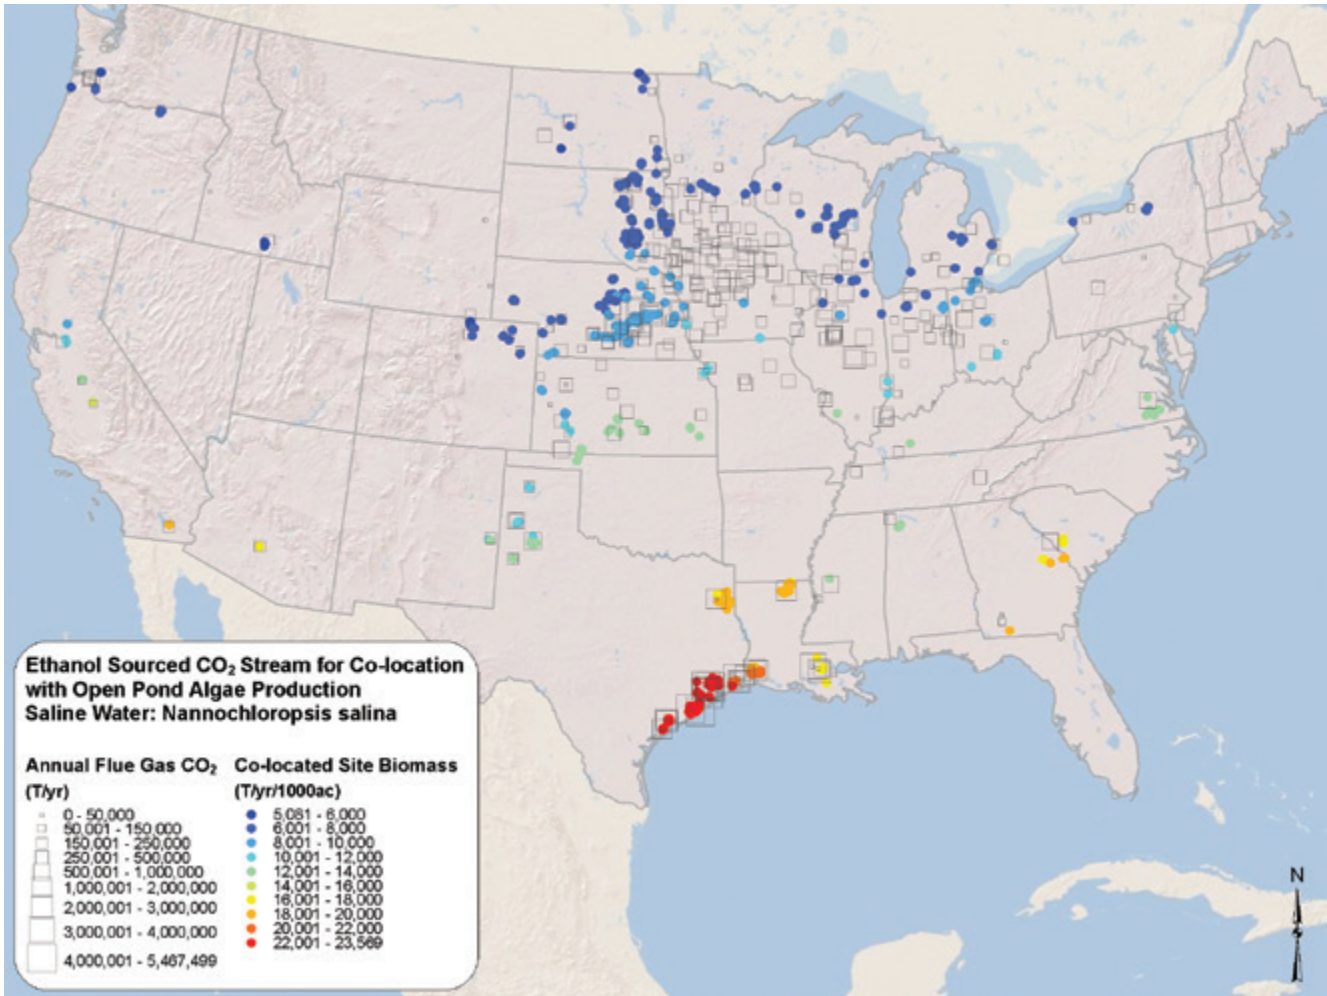 Ethanol Sourced CO₂ Stream for Co-location
with Open Pond Algae Production
Saline Water: Nannochloropsis salina
Annual Flue Gas CO₂
(T/yr)
0 - 50,000
50,001 - 150,000
150,001 - 250,000
250,001 - 500,000
500,001 - 1,000,000
1,000,001 - 2,000,000
2,000,001 - 3,000,000
3,000,001 - 4,000,000
4,000,001 - 5,467,499
Co-located Site Biomass
(T/yr/1000ac)
5,081 - 6,000
6,001 - 8,000
8,001 - 10,000
10,001 - 12,000
12,001 - 14,000
14,001 - 16,000
16,001 - 18,000
18,001 - 20,000
20,001 - 22,000
22,001 - 23,569
N